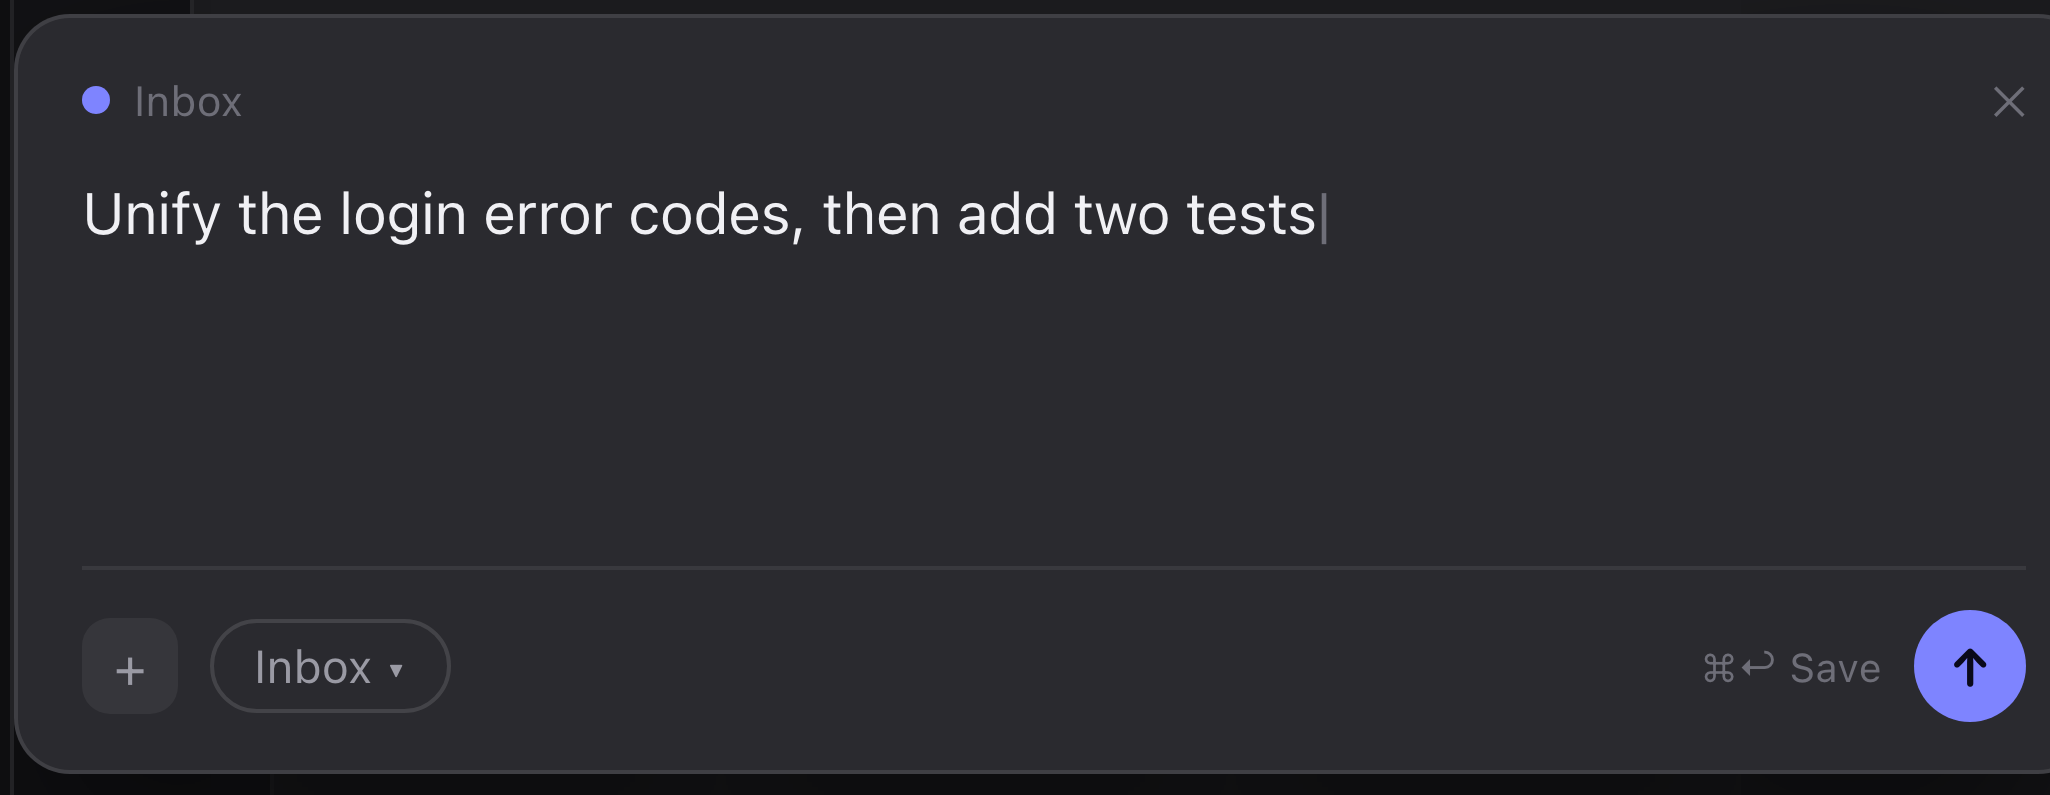 Inbox
Unify the login error codes, then add two tests
+ Inbox ▾ ⌘↩ Save